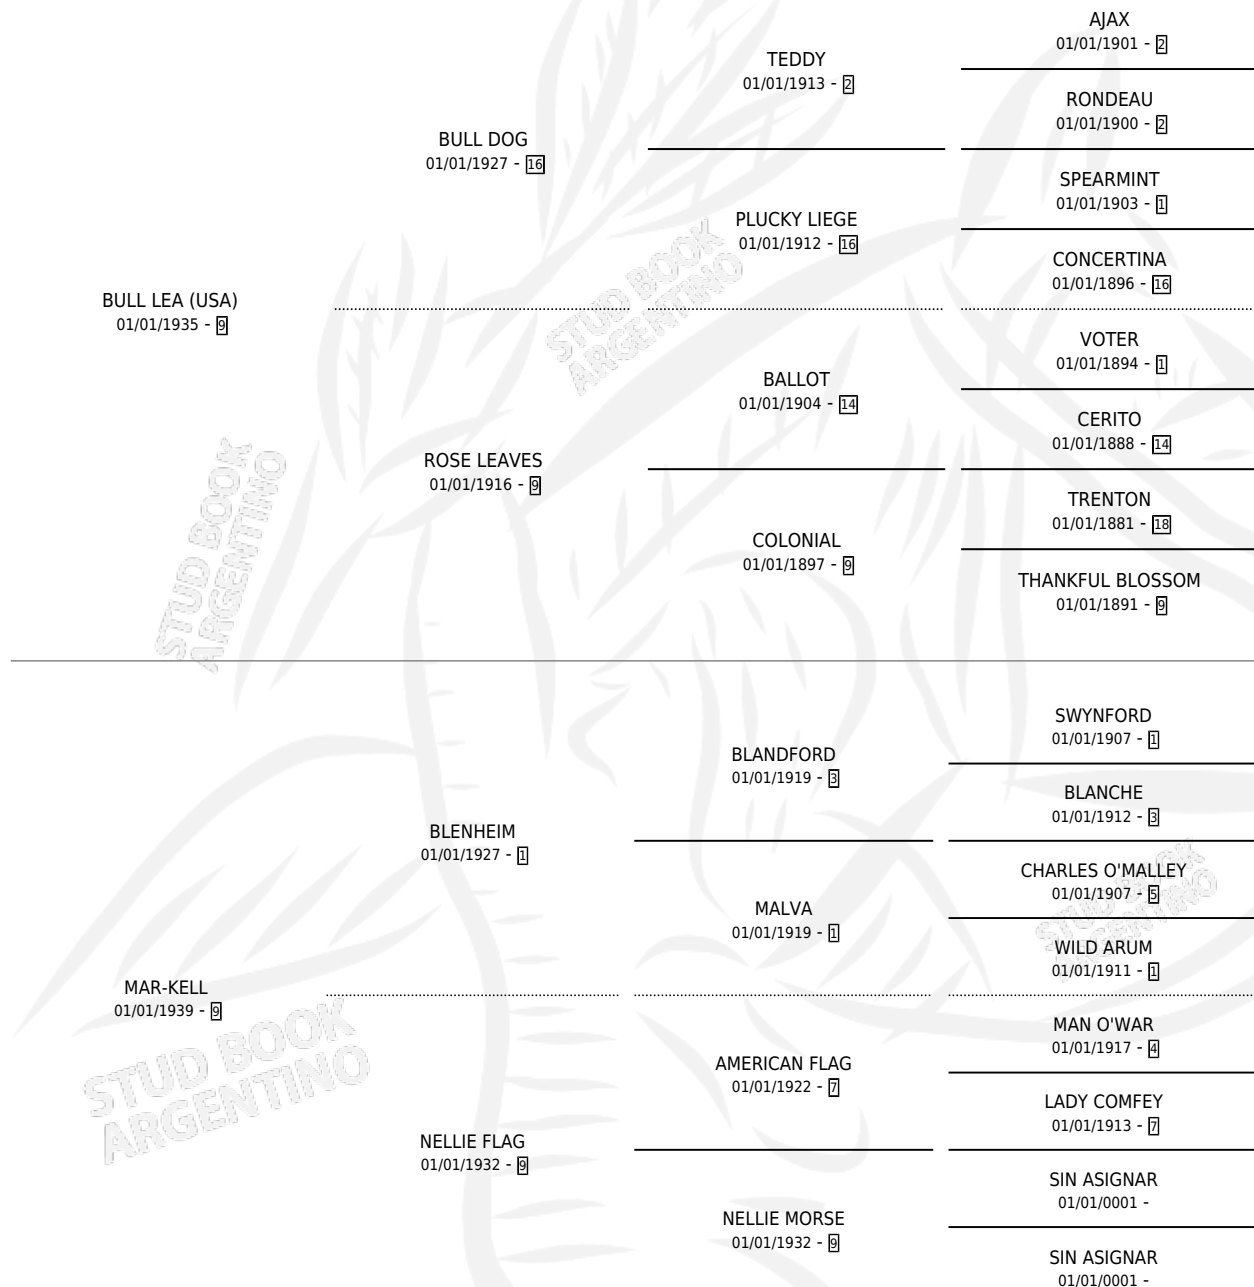 AJAX
01/01/1901 - 2
TEDDY
01/01/1913 - 2
RONDEAU
01/01/1900 - 2
BULL DOG
01/01/1927 - 16
SPEARMINT
01/01/1903 - 1
PLUCKY LIEGE
01/01/1912 - 16
CONCERTINA
01/01/1896 - 16
BULL LEA (USA)
01/01/1935 - 9
VOTER
01/01/1894 - 1
BALLOT
01/01/1904 - 14
CERITO
01/01/1888 - 14
ROSE LEAVES
01/01/1916 - 9
TRENTON
01/01/1881 - 18
COLONIAL
01/01/1897 - 9
THANKFUL BLOSSOM
01/01/1891 - 9
SWYNFORD
01/01/1907 - 1
BLANDFORD
01/01/1919 - 3
BLANCHE
01/01/1912 - 3
BLENHEIM
01/01/1927 - 1
CHARLES O'MALLEY
01/01/1907 - 5
MALVA
01/01/1919 - 1
WILD ARUM
01/01/1911 - 1
MAR-KELL
01/01/1939 - 9
MAN O'WAR
01/01/1917 - 4
AMERICAN FLAG
01/01/1922 - 7
LADY COMFEY
01/01/1913 - 7
NELLIE FLAG
01/01/1932 - 9
SIN ASIGNAR
01/01/0001 -
NELLIE MORSE
01/01/1932 - 9
SIN ASIGNAR
01/01/0001 -
STUD BOOK
ARGENTINO
STUD BOOK
ARGENTINO
STUD BOOK
ARGENTINO
STUD BOOK
ARGENTINO